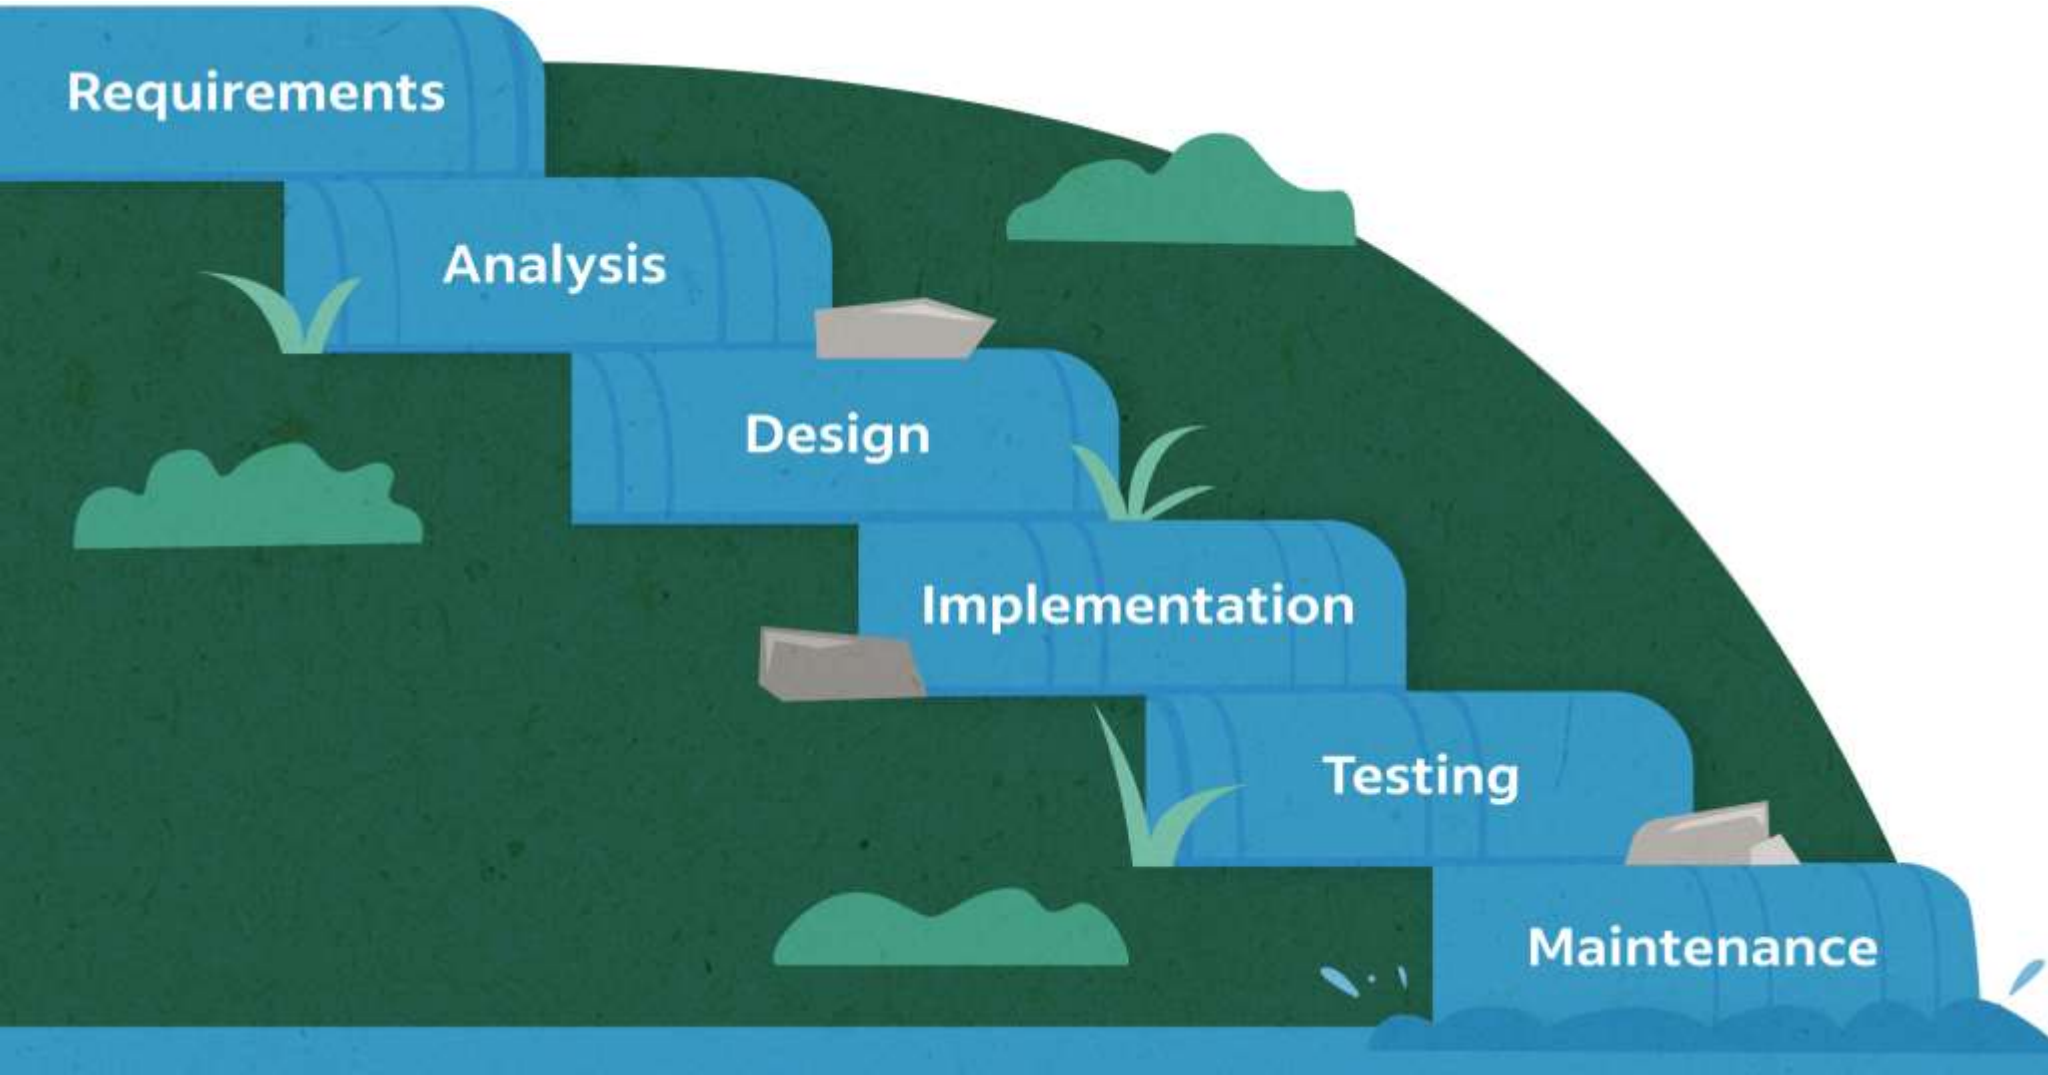 Requirements
Analysis
Design
Implementation
Testing
Maintenance